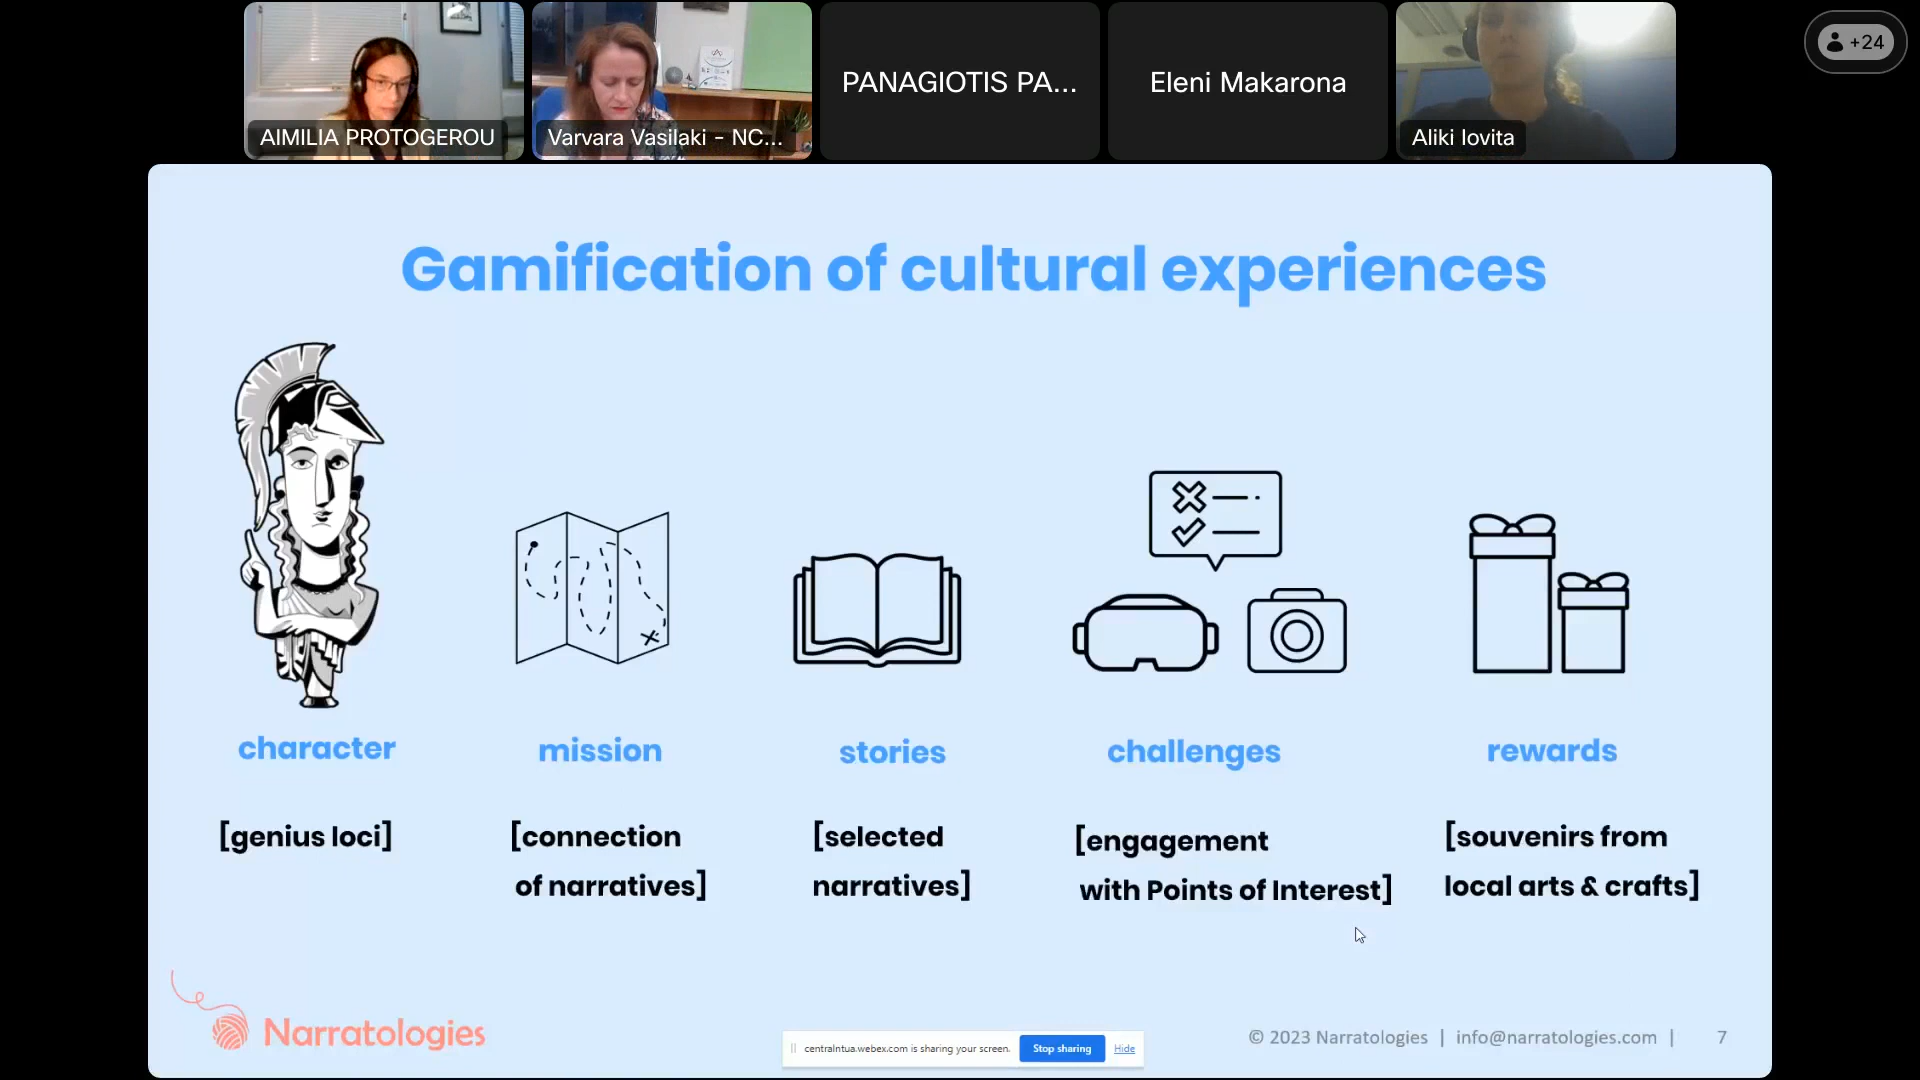 AIMILIA PROTOGEROU
Varvara Vasilaki - NC...
PANAGIOTIS PA...
Eleni Makarona
Aliki Iovita
+24
Gamification of cultural experiences
character
mission
stories
challenges
rewards
[genius loci]
[connection
of narratives]
[selected
narratives]
[engagement
with Points of Interest]
[souvenirs from
local arts & crafts]
Narratologies
centralntua.webex.com is sharing your screen.
Stop sharing
Hide
© 2023 Narratologies | info@narratologies.com | 7